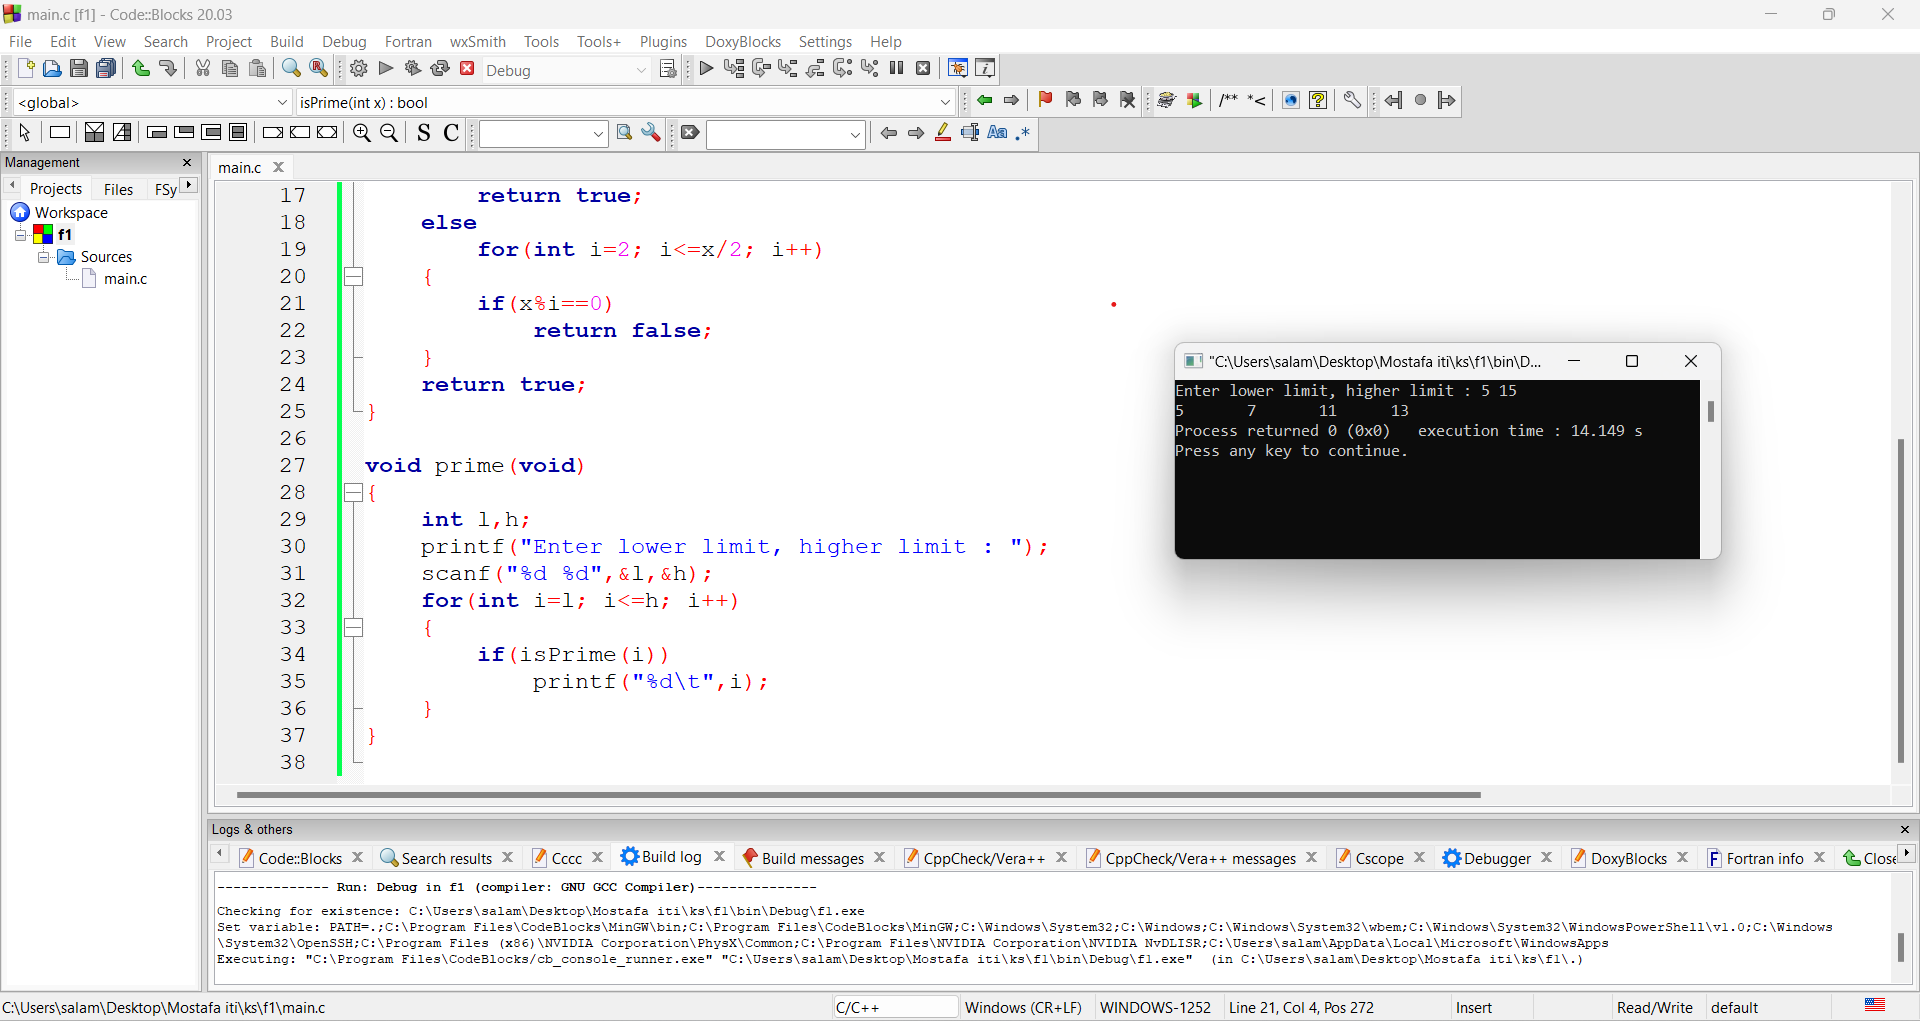 main.c [f1] - Code::Blocks 20.03
File Edit View Search Project Build Debug Fortran wxSmith Tools Tools+ Plugins DoxyBlocks Settings Help
Debug
<global> isPrime(int x) : bool
/** *<
S C Aa .*
Management
Projects Files FSy
Workspace
f1
Sources
main.c
main.c
17 return true;
18 else
19 for(int i=2; i<=x/2; i++)
20 {
21 if(x%i==0)
22 return false;
23 }
24 return true;
25 }
26
27 void prime(void)
28 {
29 int l,h;
30 printf("Enter lower limit, higher limit : ");
31 scanf("%d %d",&l,&h);
32 for(int i=l; i<=h; i++)
33 {
34 if(isPrime(i))
35 printf("%d\t",i);
36 }
37 }
38
"C:\Users\salam\Desktop\Mostafa iti\ks\f1\bin\D...
Enter lower limit, higher limit : 5 15
5 7 11 13
Process returned 0 (0x0) execution time : 14.149 s
Press any key to continue.
Logs & others
Code::Blocks Search results Cccc Build log Build messages CppCheck/Vera++ CppCheck/Vera++ messages Cscope Debugger DoxyBlocks Fortran info Close
-------------- Run: Debug in f1 (compiler: GNU GCC Compiler)---------------
Checking for existence: C:\Users\salam\Desktop\Mostafa iti\ks\f1\bin\Debug\f1.exe
Set variable: PATH=.;C:\Program Files\CodeBlocks\MinGW\bin;C:\Program Files\CodeBlocks\MinGW;C:\Windows\System32;C:\Windows;C:\Windows\System32\wbem;C:\Windows\System32\WindowsPowerShell\v1.0;C:\Windows
\System32\OpenSSH;C:\Program Files (x86)\NVIDIA Corporation\PhysX\Common;C:\Program Files\NVIDIA Corporation\NVIDIA NvDLISR;C:\Users\salam\AppData\Local\Microsoft\WindowsApps
Executing: "C:\Program Files\CodeBlocks/cb_console_runner.exe" "C:\Users\salam\Desktop\Mostafa iti\ks\f1\bin\Debug\f1.exe" (in C:\Users\salam\Desktop\Mostafa iti\ks\f1\.)
C:\Users\salam\Desktop\Mostafa iti\ks\f1\main.c C/C++ Windows (CR+LF) WINDOWS-1252 Line 21, Col 4, Pos 272 Insert Read/Write default